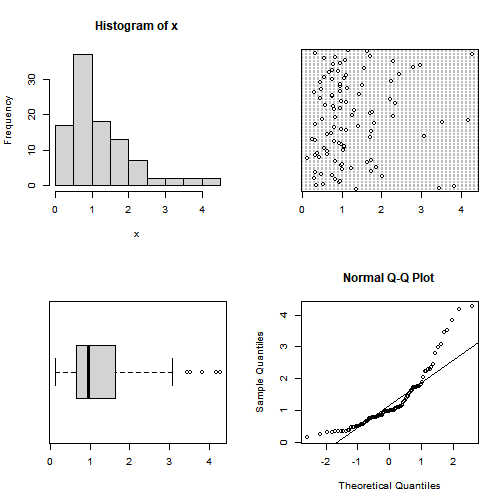 Histogram of x
Frequency
0 10 20 30
0 1 2 3 4
x
0 1 2 3 4
0 1 2 3 4
Normal Q-Q Plot
Sample Quantiles
0 1 2 3 4
-2 -1 0 1 2
Theoretical Quantiles